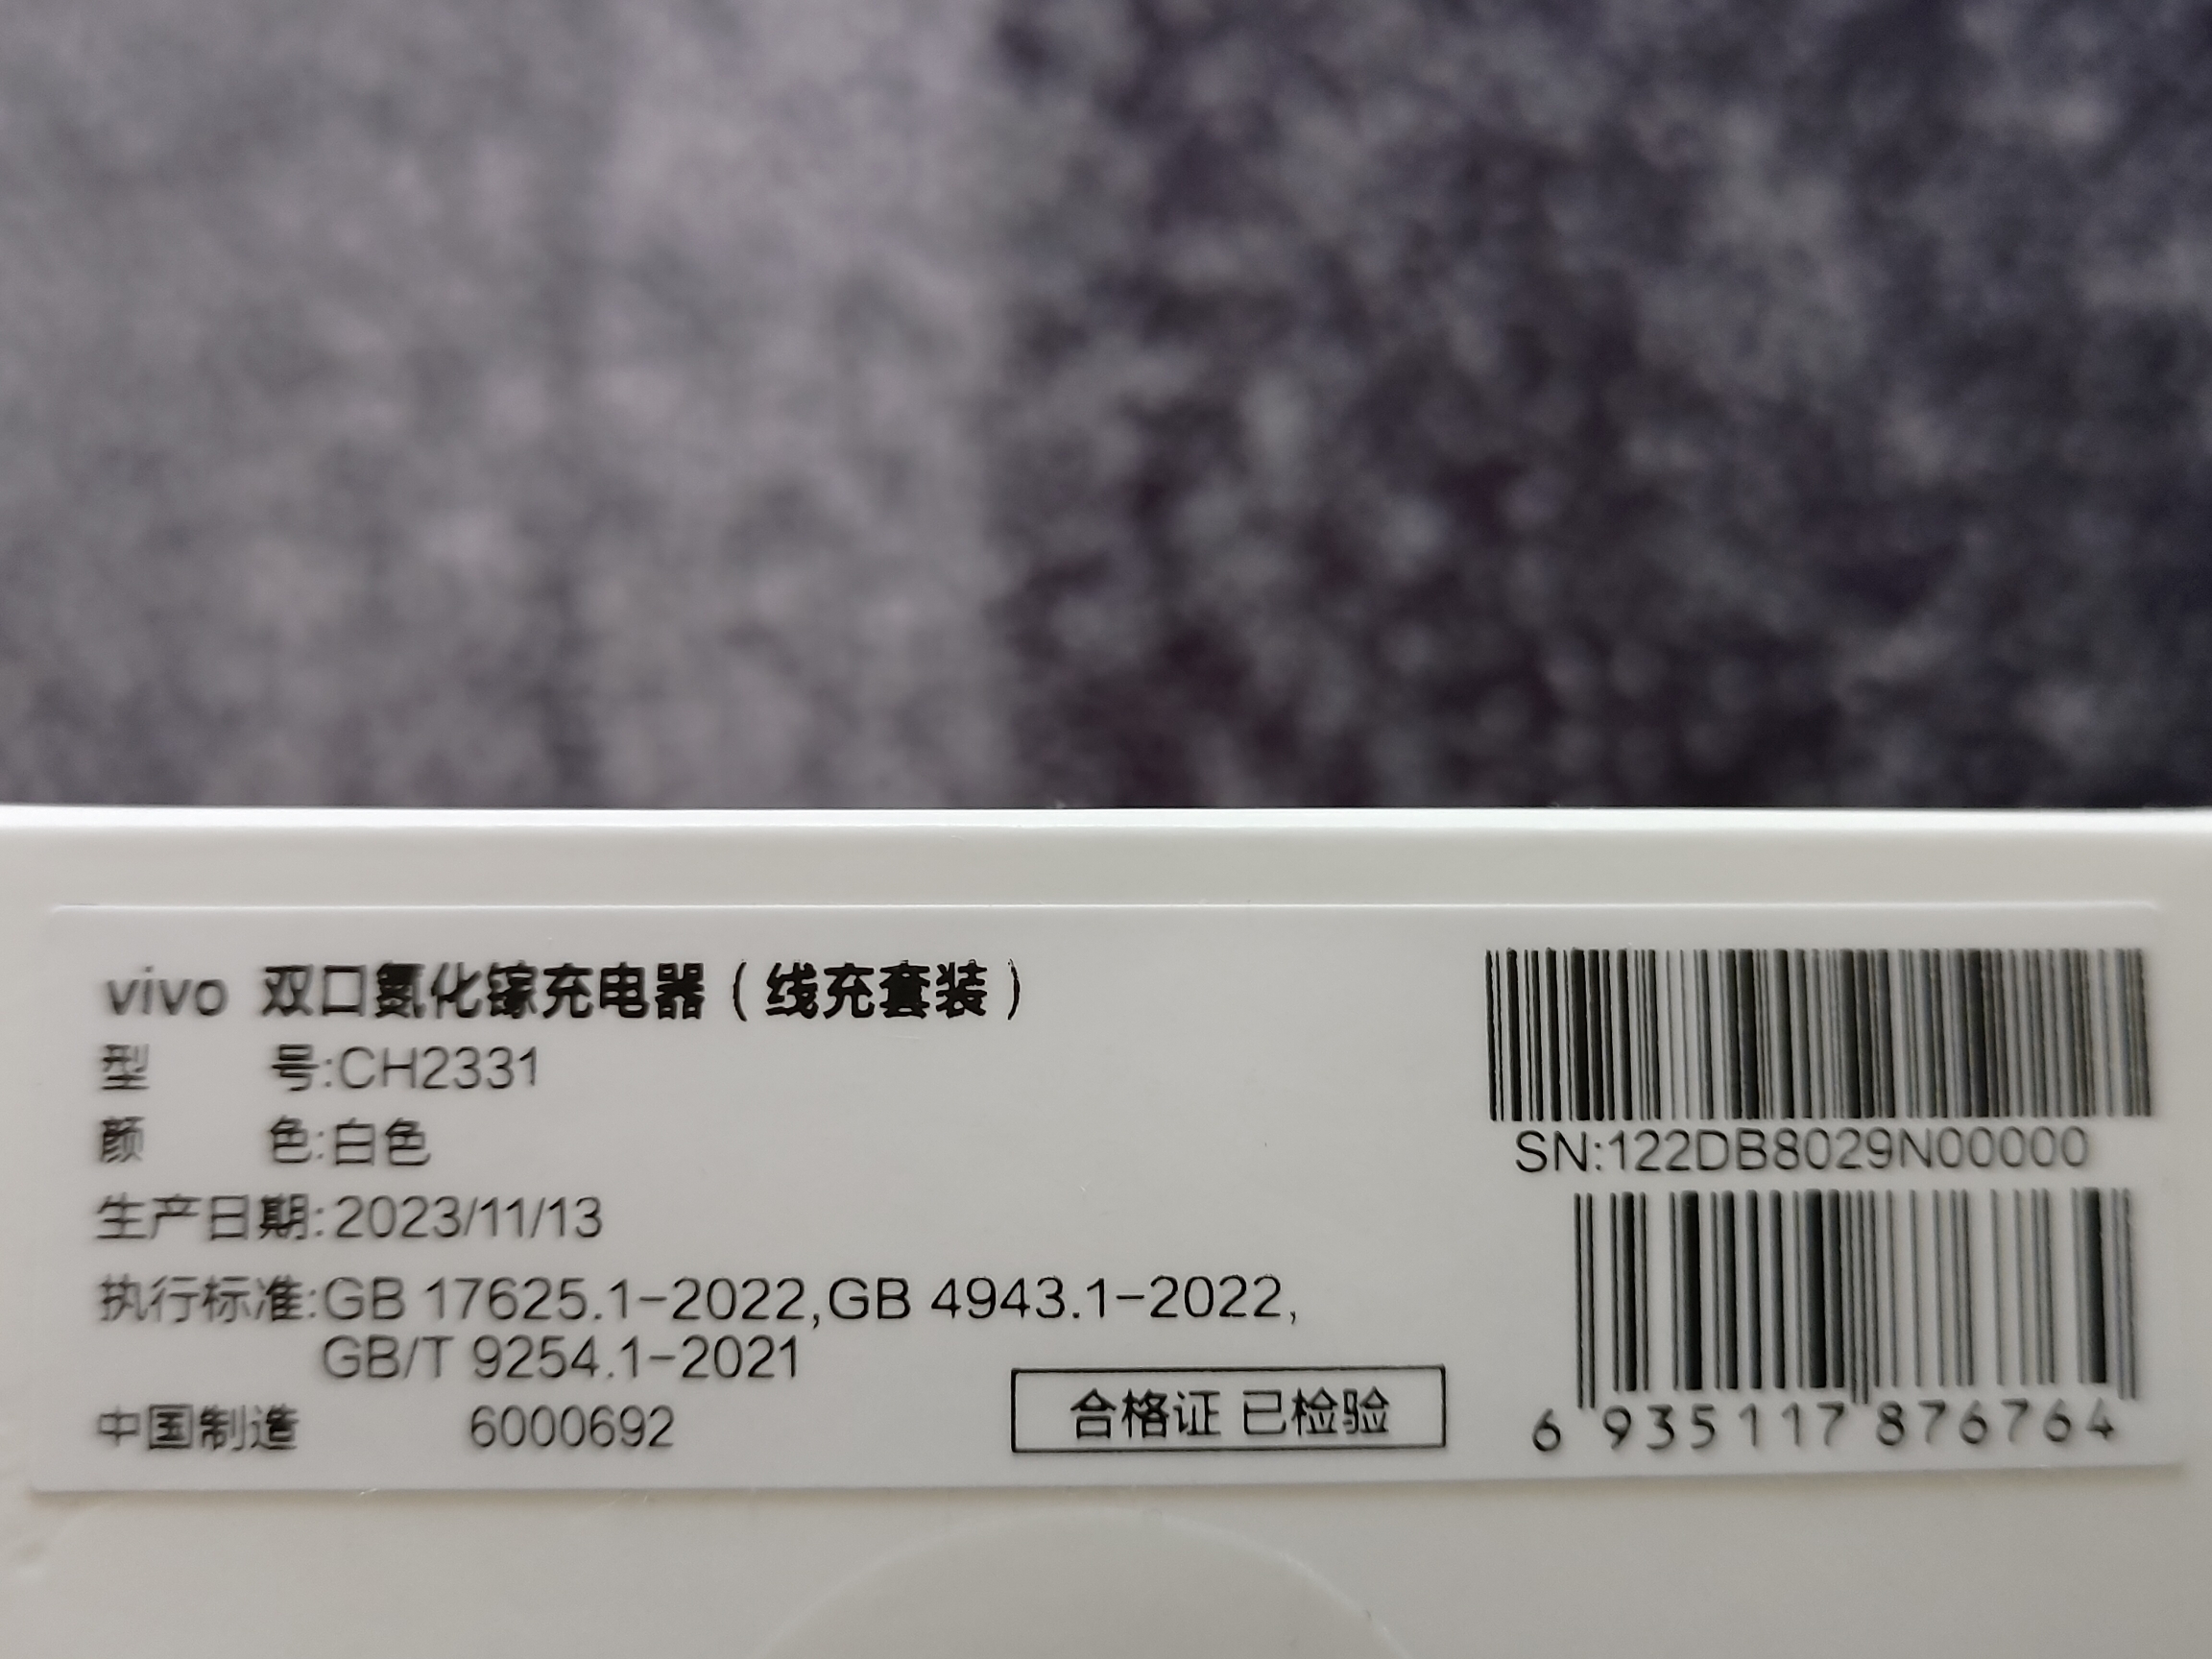 vivo 双口氮化镓充电器（线充套装）
型 号:CH2331
颜 色:白色
生产日期:2023/11/13
执行标准:GB 17625.1-2022,GB 4943.1-2022,
GB/T 9254.1-2021
中国制造 6000692
合格证 已检验
SN:122DB8029N00000
6 935117 876764